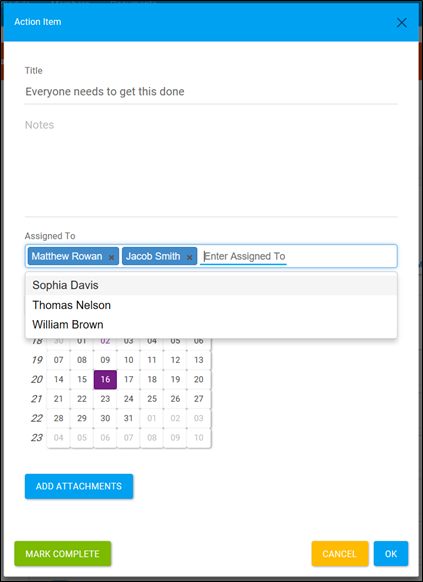 Action Item
Title
Everyone needs to get this done
Notes
Assigned To
Matthew Rowan × Jacob Smith × Enter Assigned To
Sophia Davis
Thomas Nelson
William Brown
18 30 01 02 03 04 05 06
19 07 08 09 10 11 12 13
20 14 15 16 17 18 19 20
21 21 22 23 24 25 26 27
22 28 29 30 31 01 02 03
23 04 05 06 07 08 09 10
ADD ATTACHMENTS
MARK COMPLETE CANCEL OK